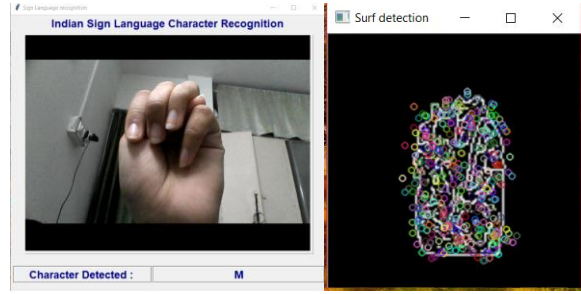 Sign Language recognition
Indian Sign Language Character Recognition
Character Detected :
M
Surf detection